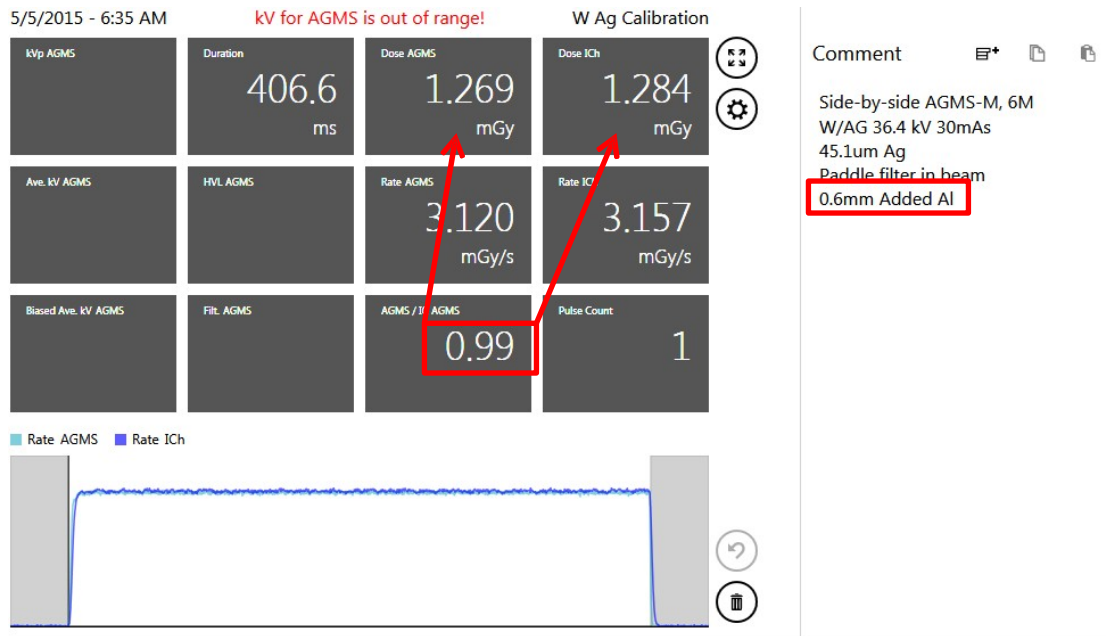 5/5/2015 - 6:35 AM
kV for AGMS is out of range!
W Ag Calibration
kVp AGMS
Duration
406.6
ms
Dose AGMS
1.269
mGy
Dose ICh
1.284
mGy
Ave. kV AGMS
HVL AGMS
Rate AGMS
3.120
mGy/s
Rate ICh
3.157
mGy/s
Biased Ave. kV AGMS
Filt. AGMS
AGMS / IC AGMS
0.99
Pulse Count
1
Rate AGMS
Rate ICh
Comment
Side-by-side AGMS-M, 6M
W/AG 36.4 kV 30mAs
45.1um Ag
Paddle filter in beam
0.6mm Added Al